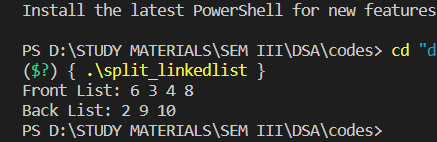 Install the latest PowerShell for new features
PS D:\STUDY MATERIALS\SEM III\DSA\codes> cd "d
($?) { .\split_linkedlist }
Front List: 6 3 4 8
Back List: 2 9 10
PS D:\STUDY MATERIALS\SEM III\DSA\codes>